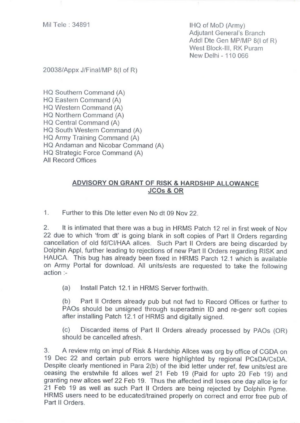 Mil Tele : 34891
IHQ of MoD (Army)
Adjutant General's Branch
Addl Dte Gen MP/MP 8(I of R)
West Block-III, RK Puram
New Delhi - 110 066
20038/Appx J/Final/MP 8(I of R)
HQ Southern Command (A)
HQ Eastern Command (A)
HQ Western Command (A)
HQ Northern Command (A)
HQ Central Command (A)
HQ South Western Command (A)
HQ Army Training Command (A)
HQ Andaman and Nicobar Command (A)
HQ Strategic Force Command (A)
All Record Offices
ADVISORY ON GRANT OF RISK & HARDSHIP ALLOWANCE
JCOs & OR
1. Further to this Dte letter even No dt 09 Nov 22.
2. It is intimated that there was a bug in HRMS Patch 12 rel in first week of Nov
22 due to which 'from dt' is going blank in soft copies of Part II Orders regarding
cancellation of old fd/CI/HAA allces. Such Part II Orders are being discarded by
Dolphin Appl, further leading to rejections of new Part II Orders regarding RISK and
HAUCA. This bug has already been fixed in HRMS Parch 12.1 which is available
on Army Portal for download. All units/ests are requested to take the following
action :-
(a) Install Patch 12.1 in HRMS Server forthwith.
(b) Part II Orders already pub but not fwd to Record Offices or further to
PAOs should be unsigned through superadmin ID and re-genr soft copies
after installing Patch 12.1 of HRMS and digitally signed.
(c) Discarded items of Part II Orders already processed by PAOs (OR)
should be cancelled afresh.
3. A review mtg on impl of Risk & Hardship Allces was org by office of CGDA on
19 Dec 22 and certain pub errors were highlighted by regional PCsDA/CsDA.
Despite clearly mentioned in Para 2(b) of the ibid letter under ref, few units/est are
ceasing the erstwhile fd allces wef 21 Feb 19 (Paid for upto 20 Feb 19) and
granting new allces wef 22 Feb 19. Thus the affected indl loses one day allce ie for
21 Feb 19 as well as such Part II Orders are being rejected by Dolphin Pgme.
HRMS users need to be educated/trained properly on correct and error free pub of
Part II Orders.